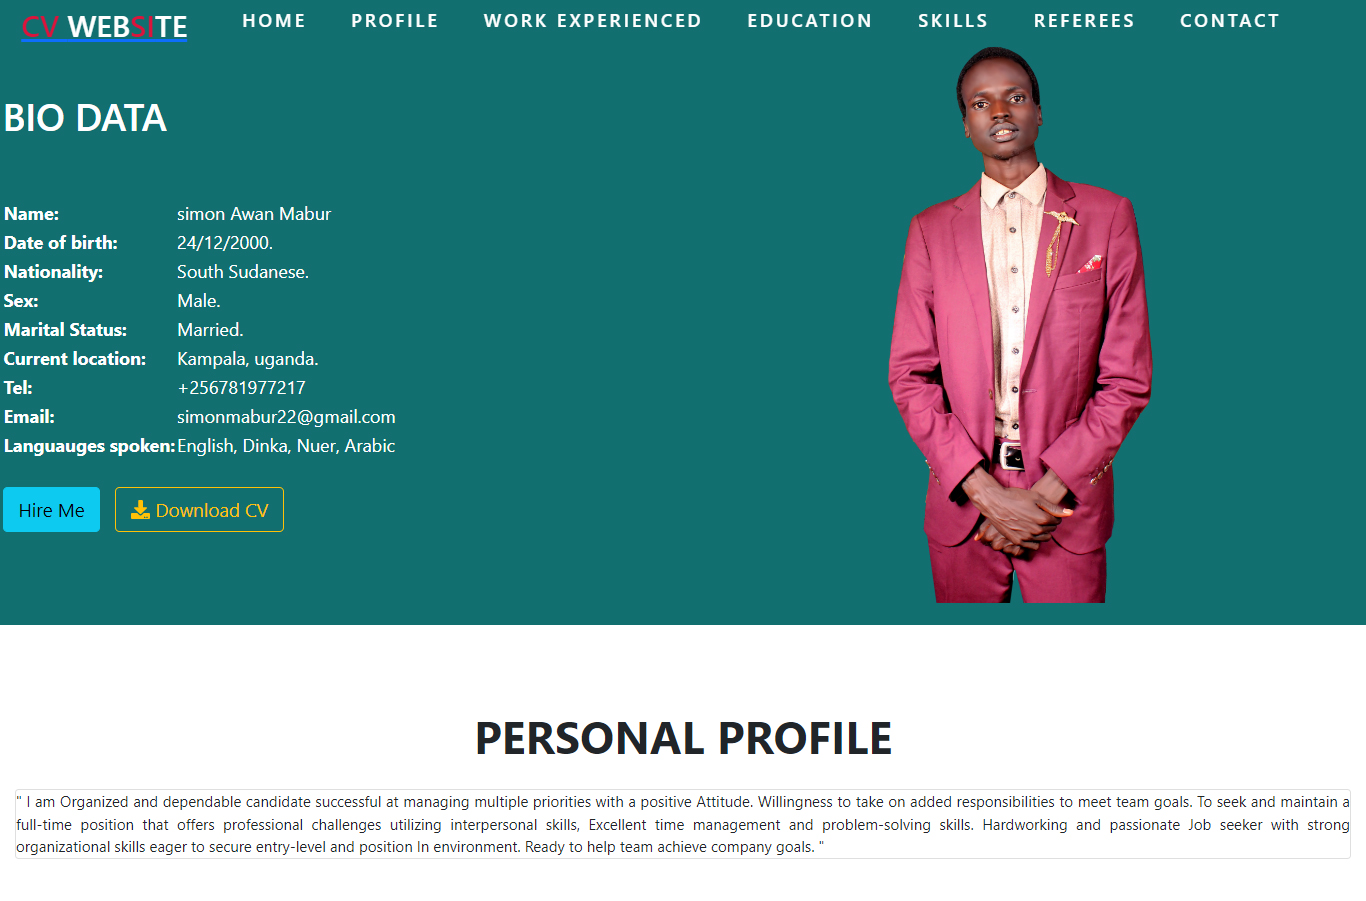 CV WEBSITE HOME PROFILE WORK EXPERIENCED EDUCATION SKILLS REFEREES CONTACT
BIO DATA
Name: simon Awan Mabur
Date of birth: 24/12/2000.
Nationality: South Sudanese.
Sex: Male.
Marital Status: Married.
Current location: Kampala, uganda.
Tel: +256781977217
Email: simonmabur22@gmail.com
Languauges spoken: English, Dinka, Nuer, Arabic
Hire Me Download CV
PERSONAL PROFILE
" I am Organized and dependable candidate successful at managing multiple priorities with a positive Attitude. Willingness to take on added responsibilities to meet team goals. To seek and maintain a
full-time position that offers professional challenges utilizing interpersonal skills, Excellent time management and problem-solving skills. Hardworking and passionate Job seeker with strong
organizational skills eager to secure entry-level and position In environment. Ready to help team achieve company goals. "